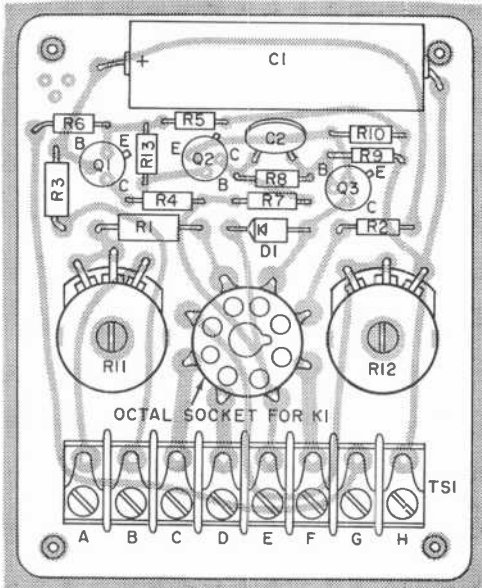 C1
+
R6
R5
C2
R10
B
E
Q1
C
R13
E
Q2
C
B
R9
R8
B
E
Q3
C
R3
R4
R7
R1
K
D1
R2
R11
R12
OCTAL SOCKET FOR K1
TS1
A B C D E F G H